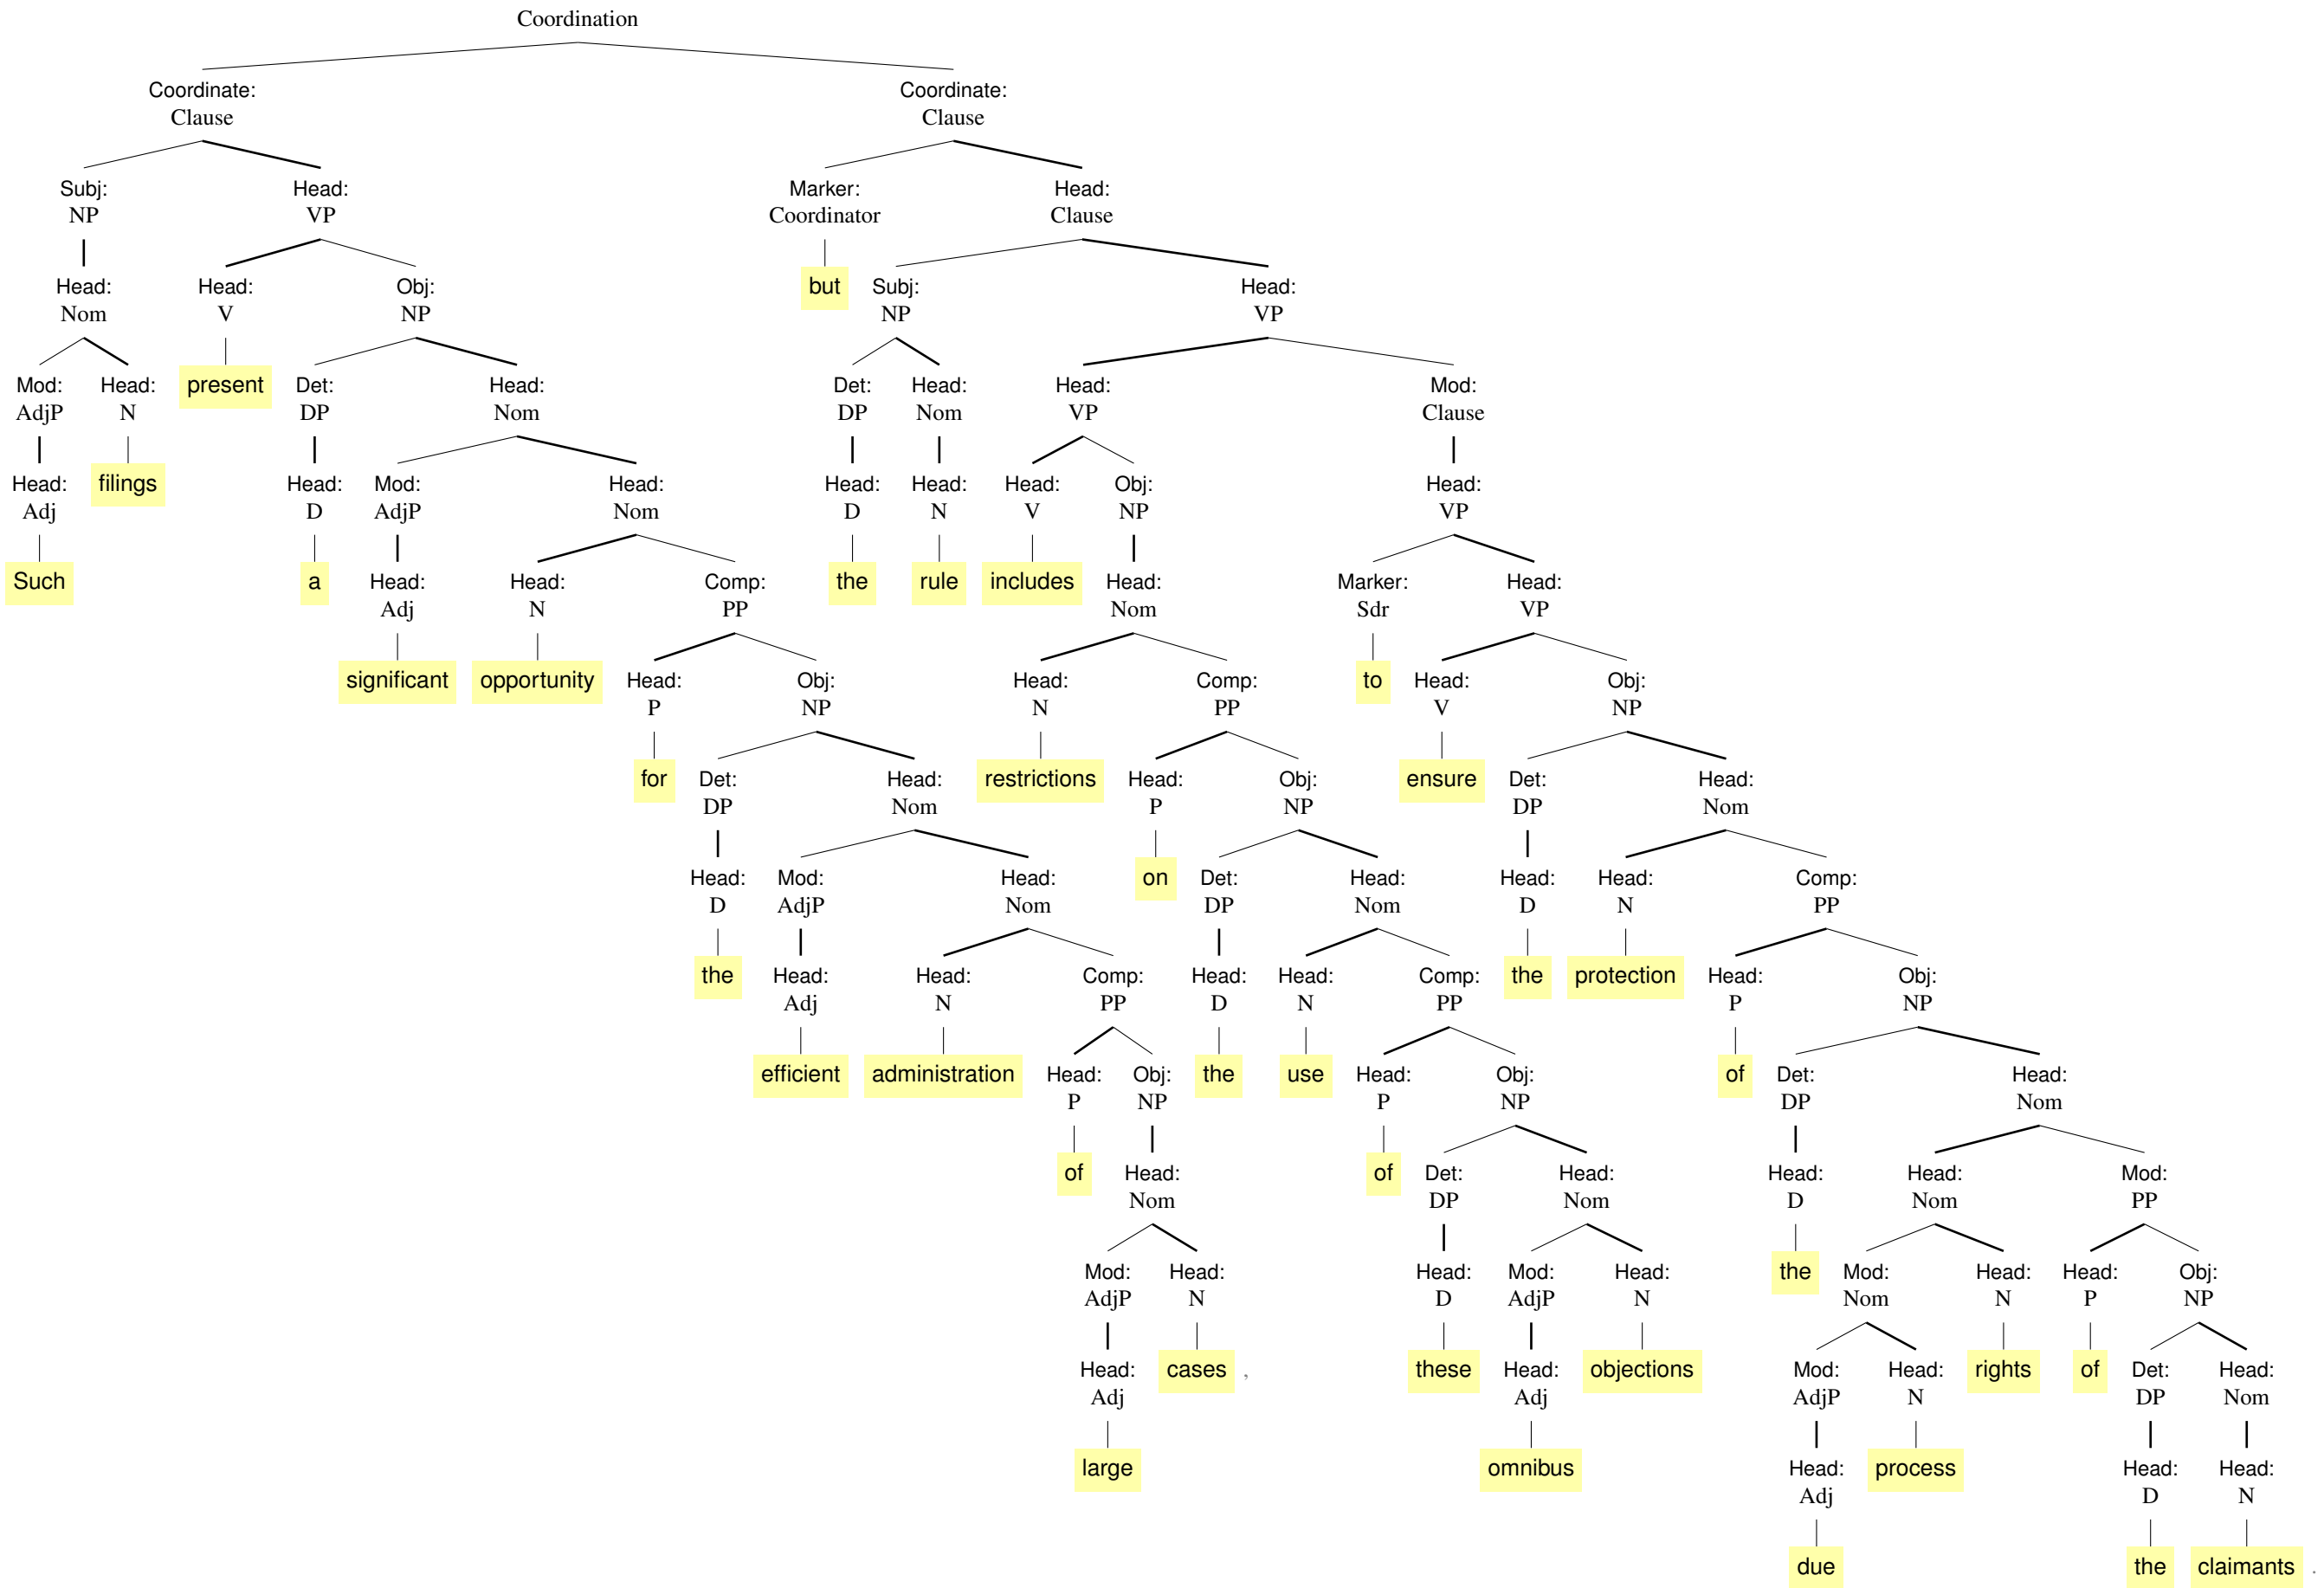 Coordination
Coordinate: Coordinate:
Clause Clause
Subj: Head: Marker: Head:
NP VP Coordinator Clause
Head: Head: Obj: but Subj: Head:
Nom V NP NP VP
Mod: Head: present Det: Head: Det: Head: Head: Mod:
AdjP N DP Nom DP Nom VP Clause
Head: filings Head: Mod: Head: Head: Head: Head: Obj: Head:
Adj D AdjP Nom D N V NP VP
Such a Head: Head: Comp: the rule includes Head: Marker: Head:
Adj N PP Nom Sdr VP
significant opportunity Head: Obj: Head: Comp: to Head: Obj:
P NP N PP V NP
for Det: Head: restrictions Head: Obj: ensure Det: Head:
DP Nom P NP DP Nom
Head: Mod: Head: on Det: Head: Head: Head: Comp:
D AdjP Nom DP Nom D N PP
the Head: Head: Comp: Head: Head: Comp: the protection Head: Obj:
Adj N PP D N PP P NP
efficient administration Head: Obj: the use Head: Obj: of Det: Head:
P NP P NP DP Nom
of Head: of Det: Head: Head: Head: Mod:
Nom DP Nom D Nom PP
Mod: Head: Head: Mod: Head: the Mod: Head: Head: Obj:
AdjP N D AdjP N Nom N P NP
Head: cases , these Head: objections Mod: Head: rights of Det: Head:
Adj Adj AdjP N DP Nom
large omnibus Head: process Head: Head:
Adj D N
due the claimants .